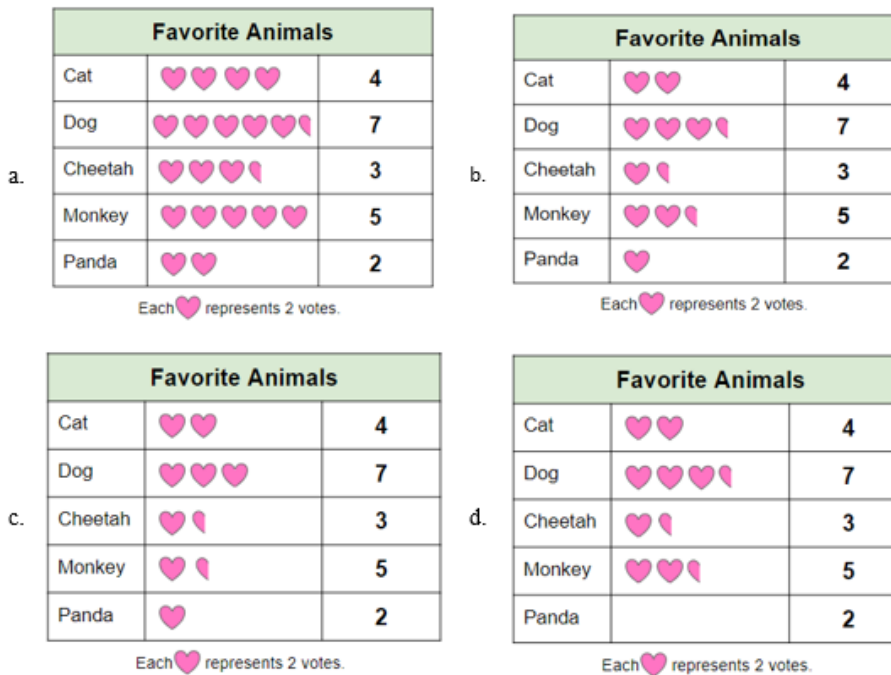 a.
Favorite Animals
Cat 4
Dog 7
Cheetah 3
Monkey 5
Panda 2
Each represents 2 votes.
b.
Favorite Animals
Cat 4
Dog 7
Cheetah 3
Monkey 5
Panda 2
Each represents 2 votes.
c.
Favorite Animals
Cat 4
Dog 7
Cheetah 3
Monkey 5
Panda 2
Each represents 2 votes.
d.
Favorite Animals
Cat 4
Dog 7
Cheetah 3
Monkey 5
Panda 2
Each represents 2 votes.